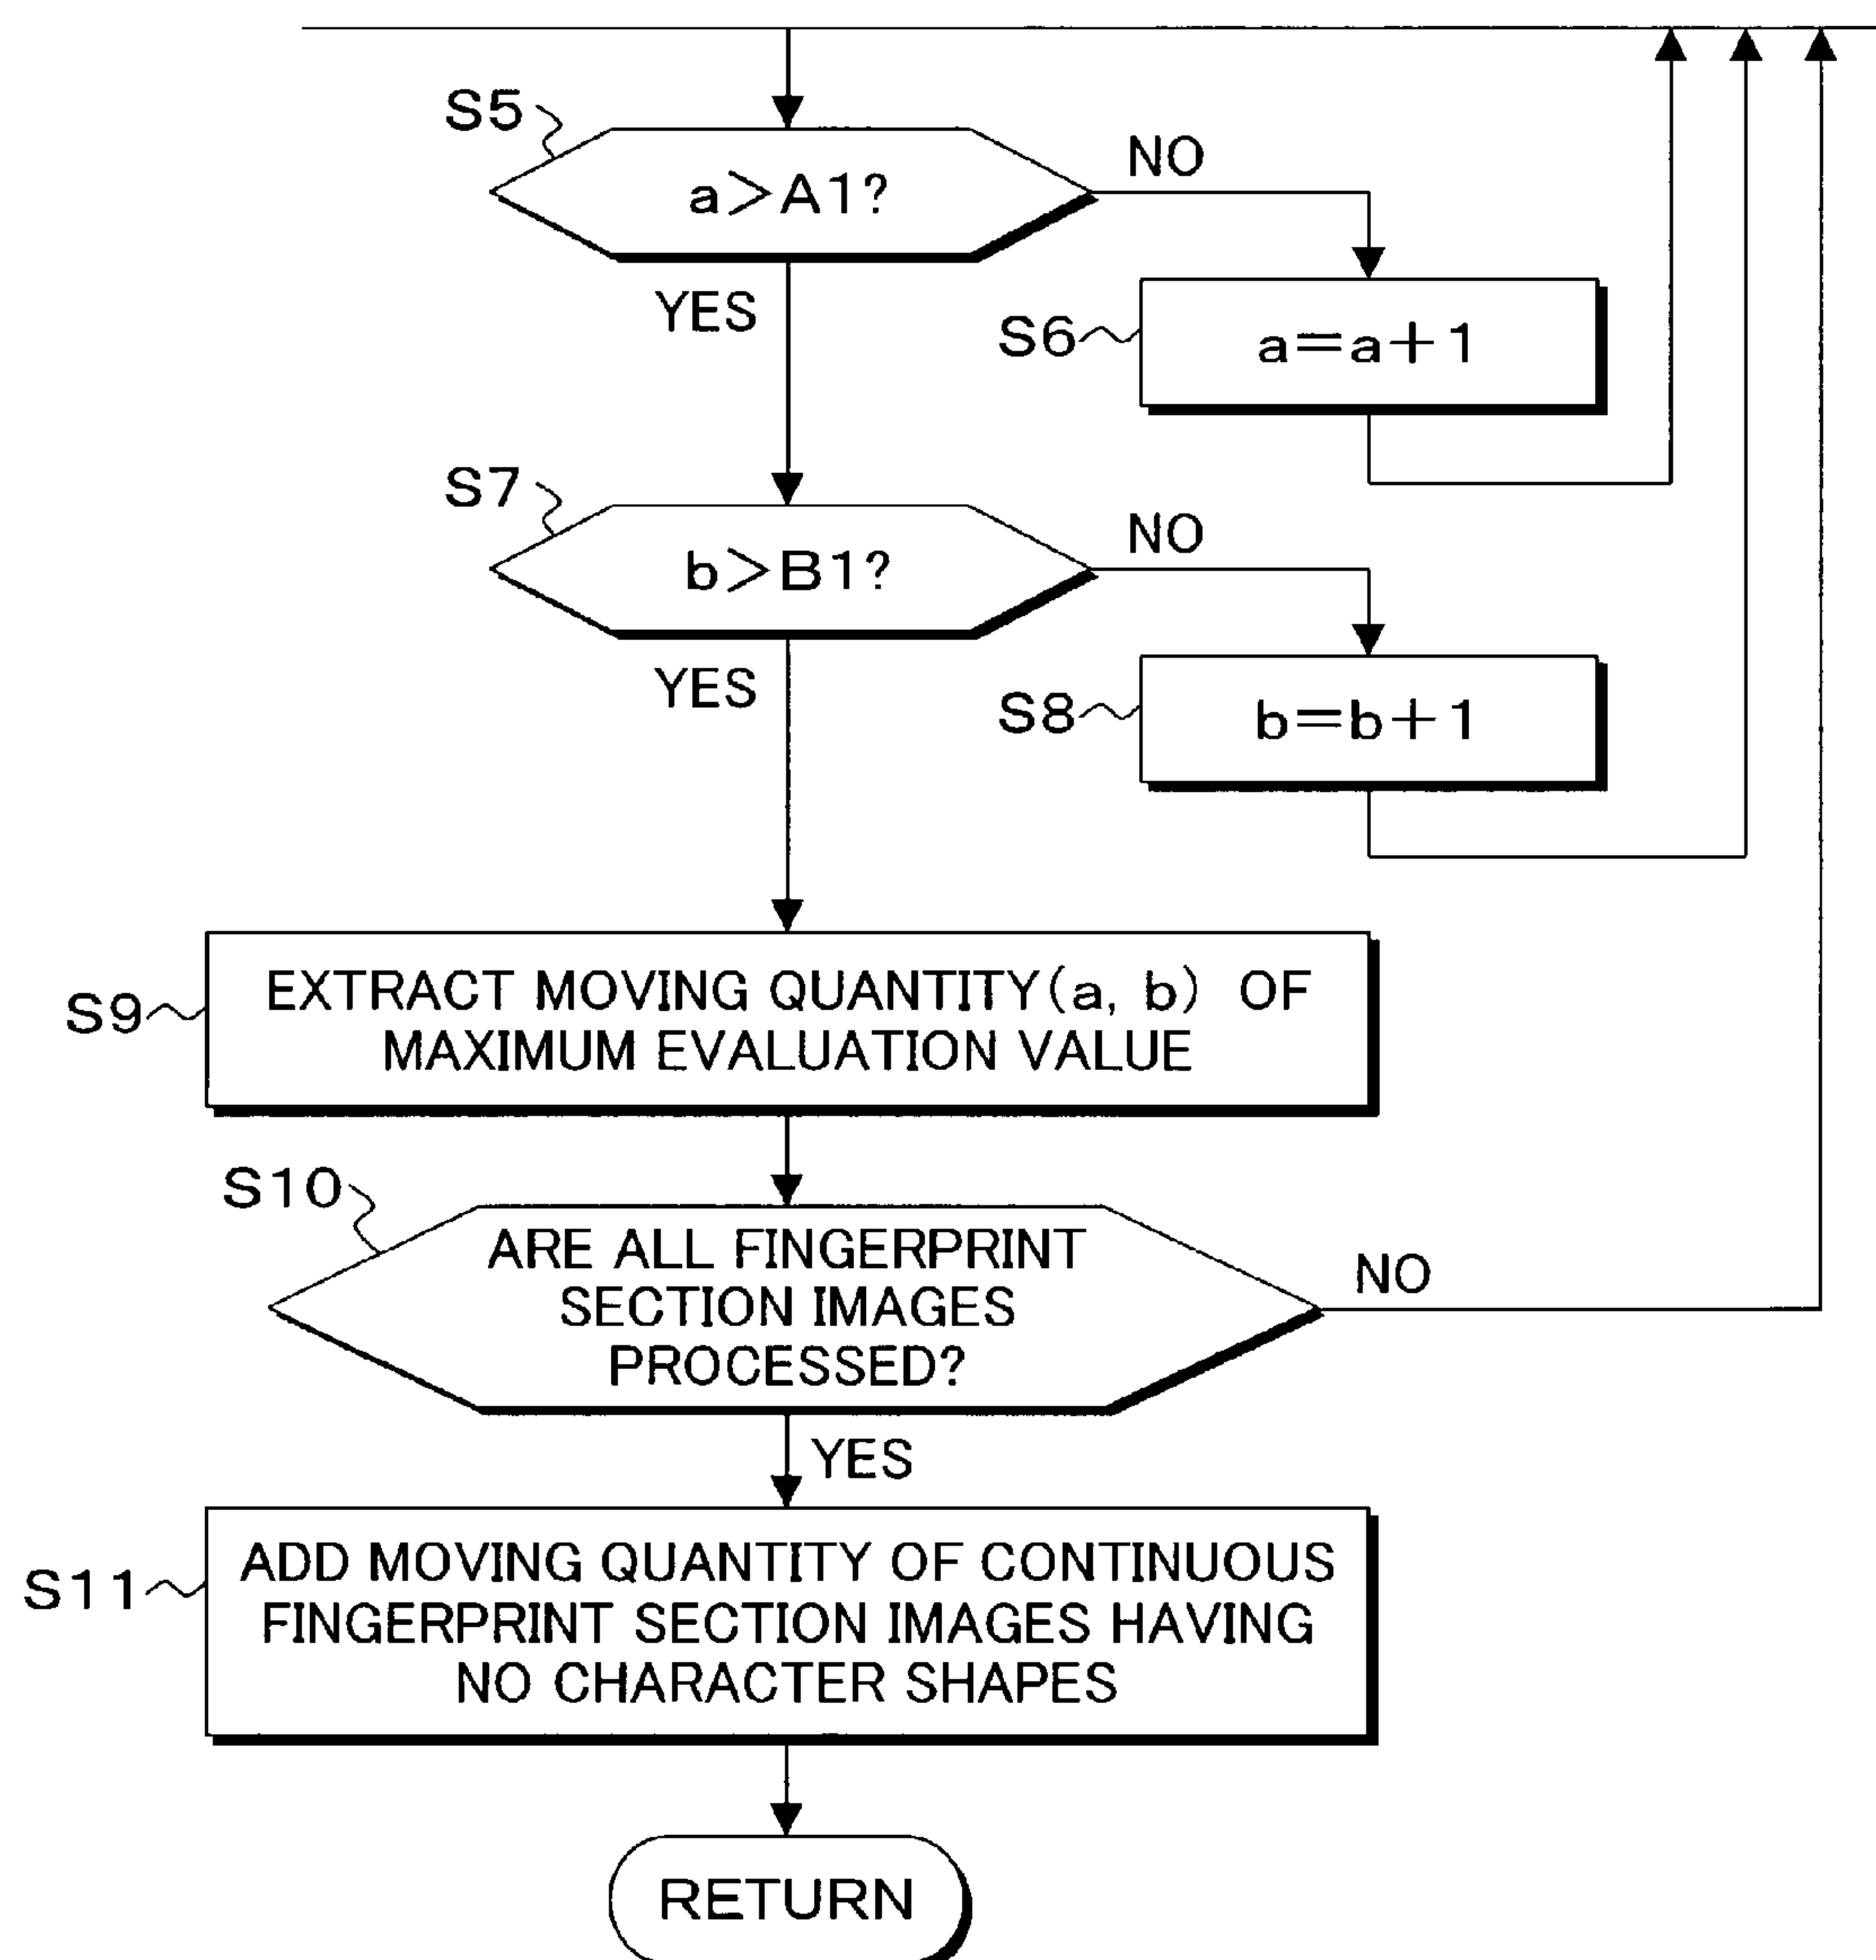 S5
a>A1?
NO
YES
S6
a=a+1
S7
b>B1?
NO
YES
S8
b=b+1
S9
EXTRACT MOVING QUANTITY(a, b) OF
MAXIMUM EVALUATION VALUE
S10
ARE ALL FINGERPRINT
SECTION IMAGES
PROCESSED?
NO
YES
S11
ADD MOVING QUANTITY OF CONTINUOUS
FINGERPRINT SECTION IMAGES HAVING
NO CHARACTER SHAPES
RETURN